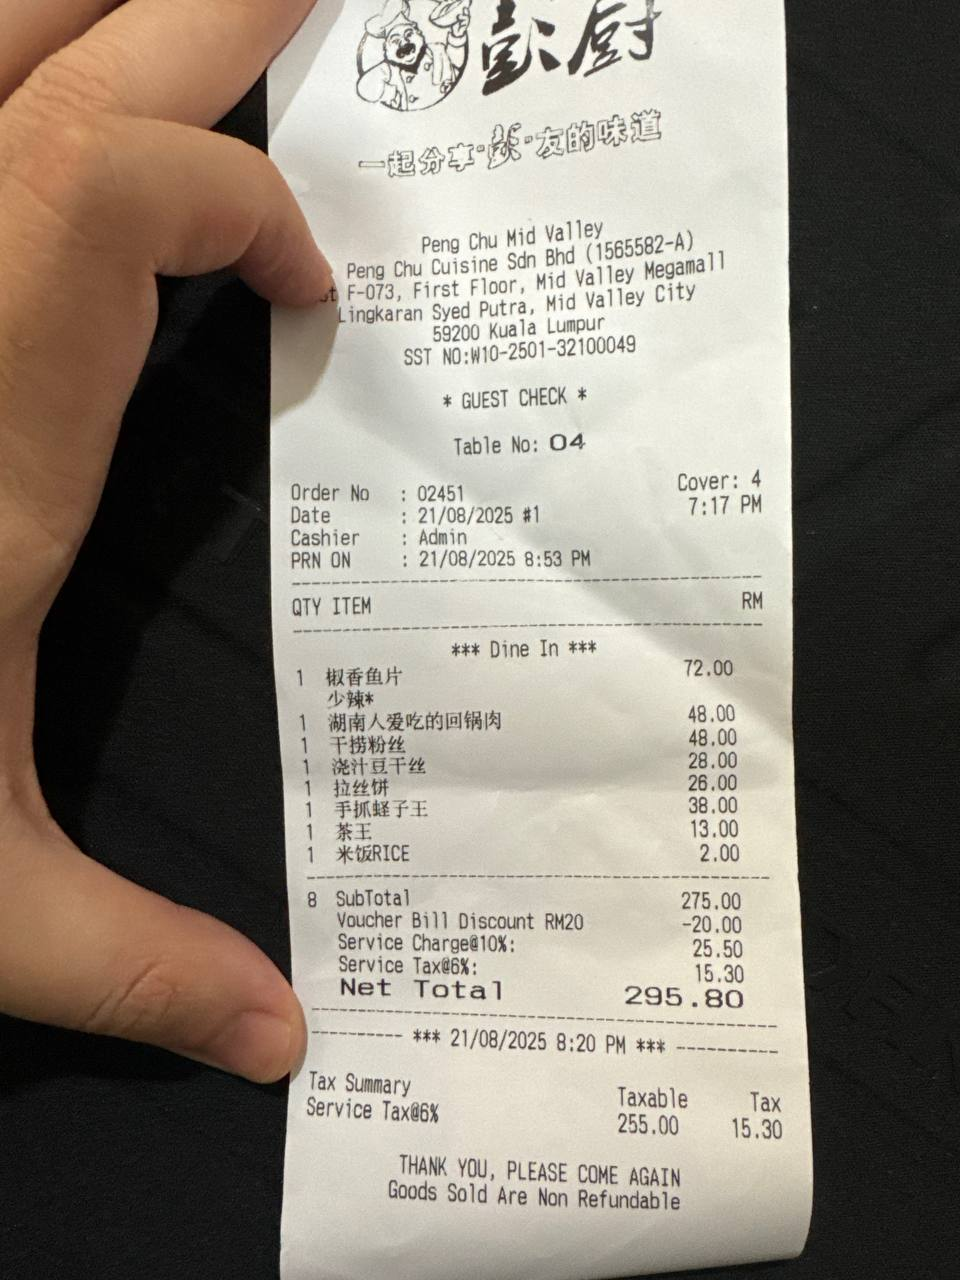 彭厨
一起分享"彭"友的味道
Peng Chu Mid Valley
Peng Chu Cuisine Sdn Bhd (1565582-A)
F-073, First Floor, Mid Valley Megamall
Lingkaran Syed Putra, Mid Valley City
59200 Kuala Lumpur
SST NO:W10-2501-32100049
* GUEST CHECK *
Table No: 04
Cover: 4
Order No : 02451 7:17 PM
Date : 21/08/2025 #1
Cashier : Admin
PRN ON : 21/08/2025 8:53 PM
QTY ITEM RM
*** Dine In ***
1 椒香鱼片 72.00
少辣*
1 湖南人爱吃的回锅肉 48.00
1 干捞粉丝 48.00
1 浇汁豆干丝 28.00
1 拉丝饼 26.00
1 手抓蛏子王 38.00
1 茶王 13.00
1 米饭RICE 2.00
8 SubTotal 275.00
Voucher Bill Discount RM20 -20.00
Service Charge@10%: 25.50
Service Tax@6%: 15.30
Net Total 295.80
*** 21/08/2025 8:20 PM ***
Tax Summary Taxable Tax
Service Tax@6% 255.00 15.30
THANK YOU, PLEASE COME AGAIN
Goods Sold Are Non Refundable